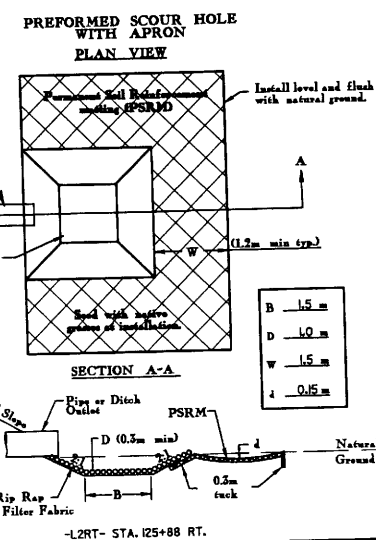 PREFORMED SCOUR HOLE
WITH APRON
PLAN VIEW
Permanent Soil Reinforcement
matting (PSRM)
Install level and flush
with natural ground.
A
A
W
(1.2m min typ.)
Seed with native
grasses at installation.
B 1.5 m
D 1.0 m
W 1.5 m
d 0.15 m
SECTION A-A
Slope
Pipe or Ditch
Outlet
D (0.3m min)
PSRM
d
Natura
Ground
B
0.3m
tuck
Rip Rap
Filter Fabric
-L2RT- STA. 125+88 RT.